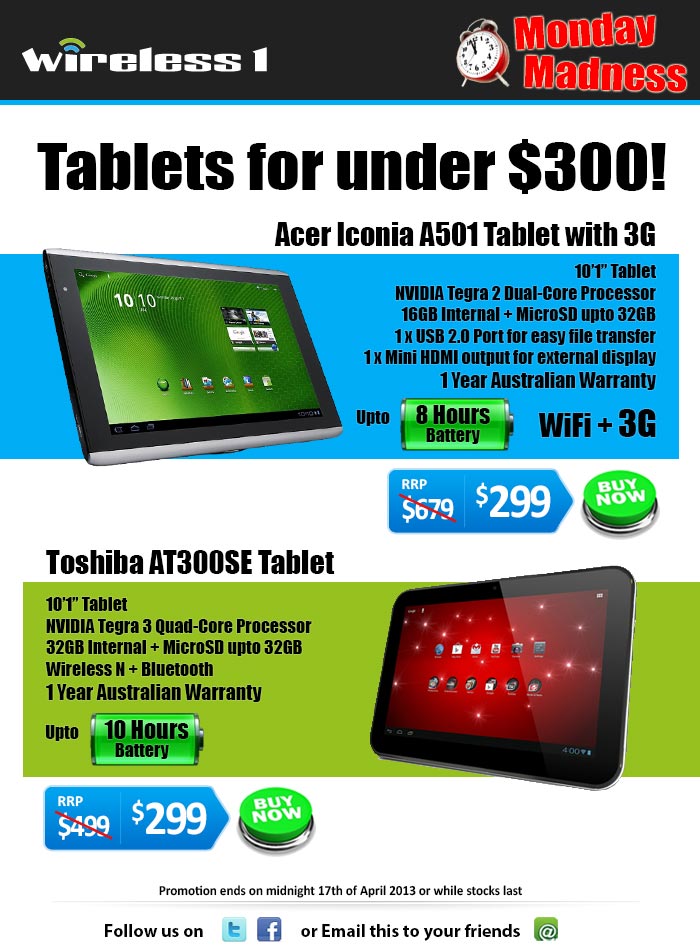 wireless 1
Monday
Madness
Tablets for under $300!
Acer Iconia A501 Tablet with 3G
10'1" Tablet
NVIDIA Tegra 2 Dual-Core Processor
16GB Internal + MicroSD upto 32GB
1 x USB 2.0 Port for easy file transfer
1 x Mini HDMI output for external display
1 Year Australian Warranty
10 10
Upto
8 Hours
Battery
WiFi + 3G
RRP
$679
$299
BUY
NOW
Toshiba AT300SE Tablet
10'1" Tablet
NVIDIA Tegra 3 Quad-Core Processor
32GB Internal + MicroSD upto 32GB
Wireless N + Bluetooth
1 Year Australian Warranty
Upto
10 Hours
Battery
4:00
RRP
$499
$299
BUY
NOW
Promotion ends on midnight 17th of April 2013 or while stocks last
Follow us on
or Email this to your friends